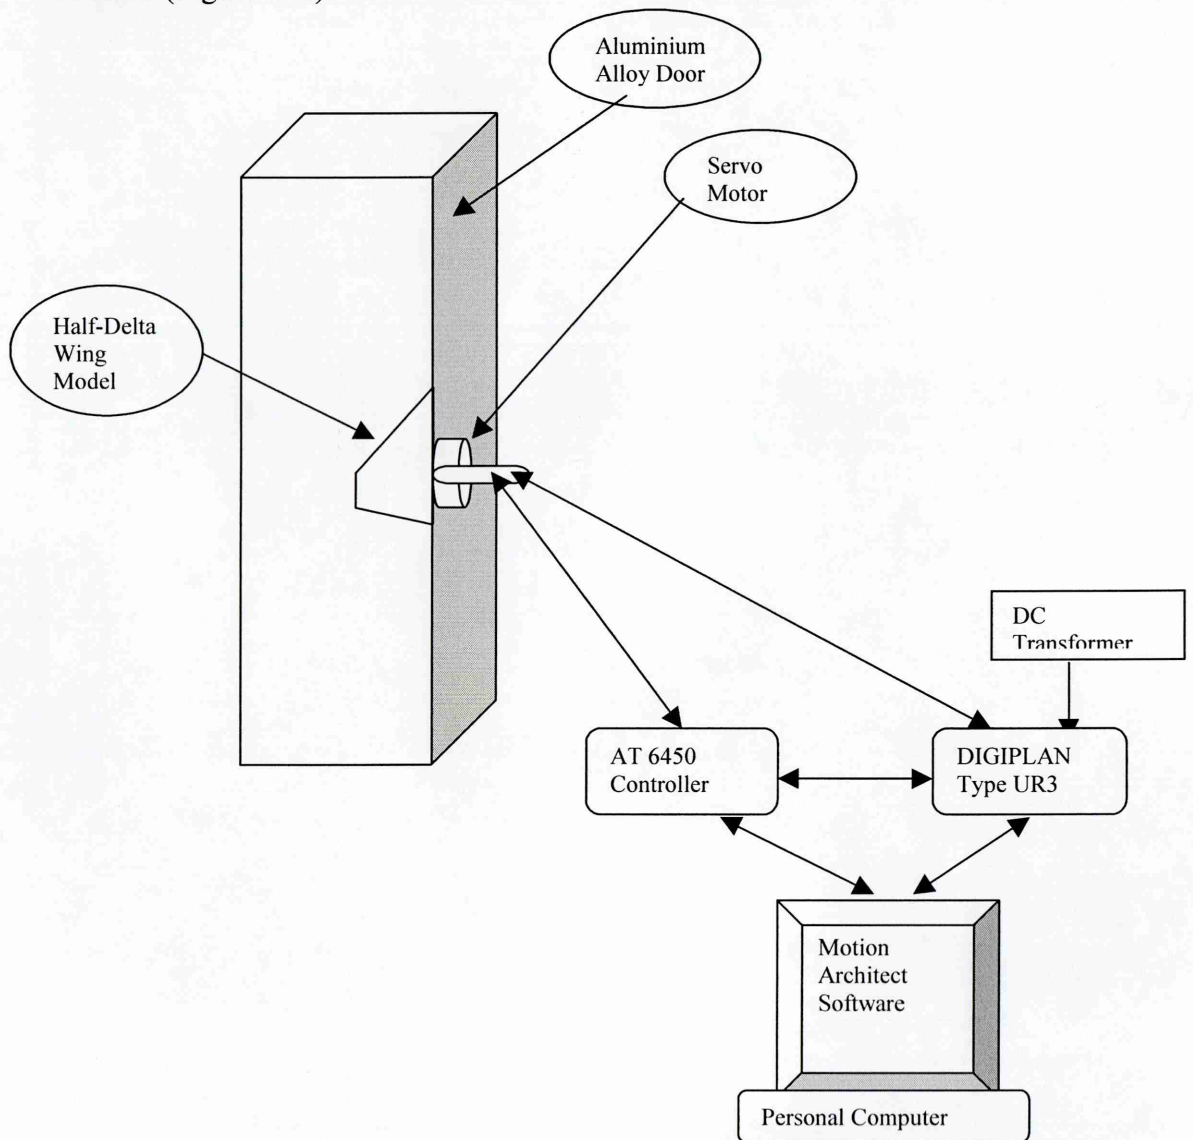 Aluminium
Alloy Door
Servo
Motor
Half-Delta
Wing
Model
DC
Transformer
AT 6450
Controller
DIGIPLAN
Type UR3
Motion
Architect
Software
Personal Computer